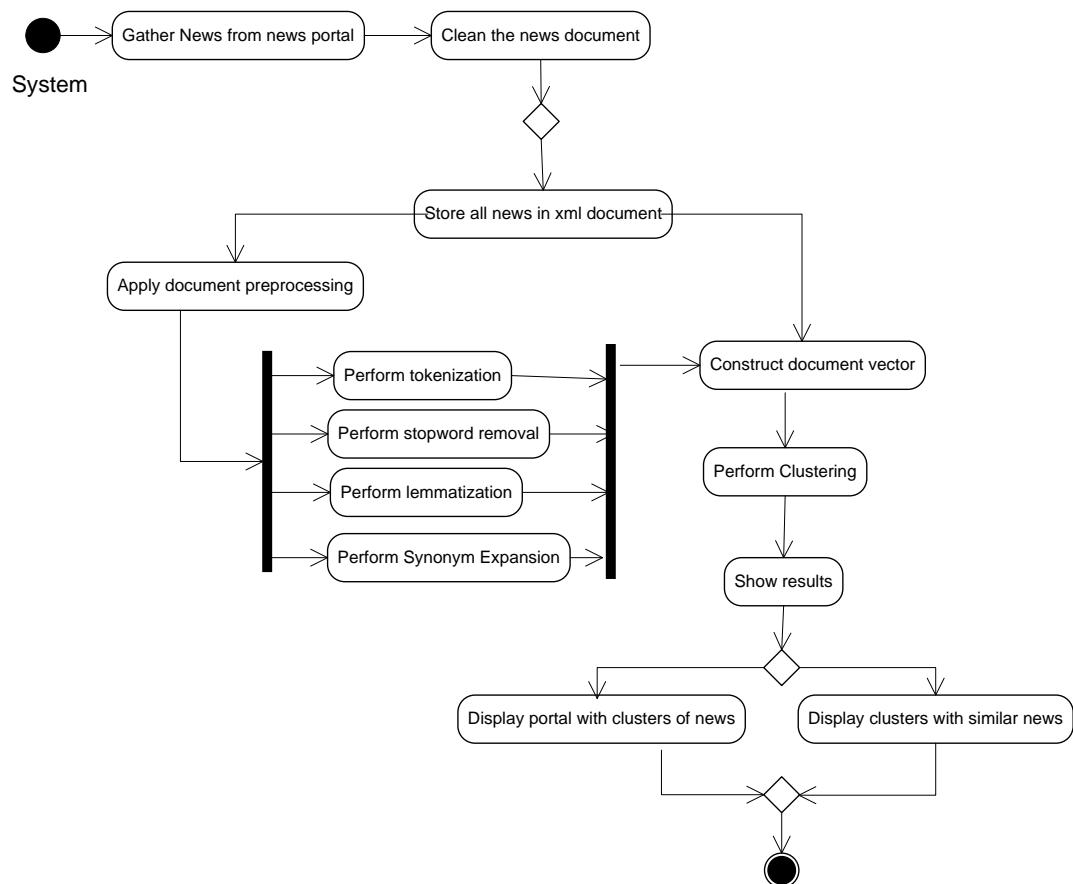 Gather News from news portal
Clean the news document
System
Store all news in xml document
Apply document preprocessing
Perform tokenization
Construct document vector
Perform stopword removal
Perform Clustering
Perform lemmatization
Perform Synonym Expansion
Show results
Display portal with clusters of news
Display clusters with similar news